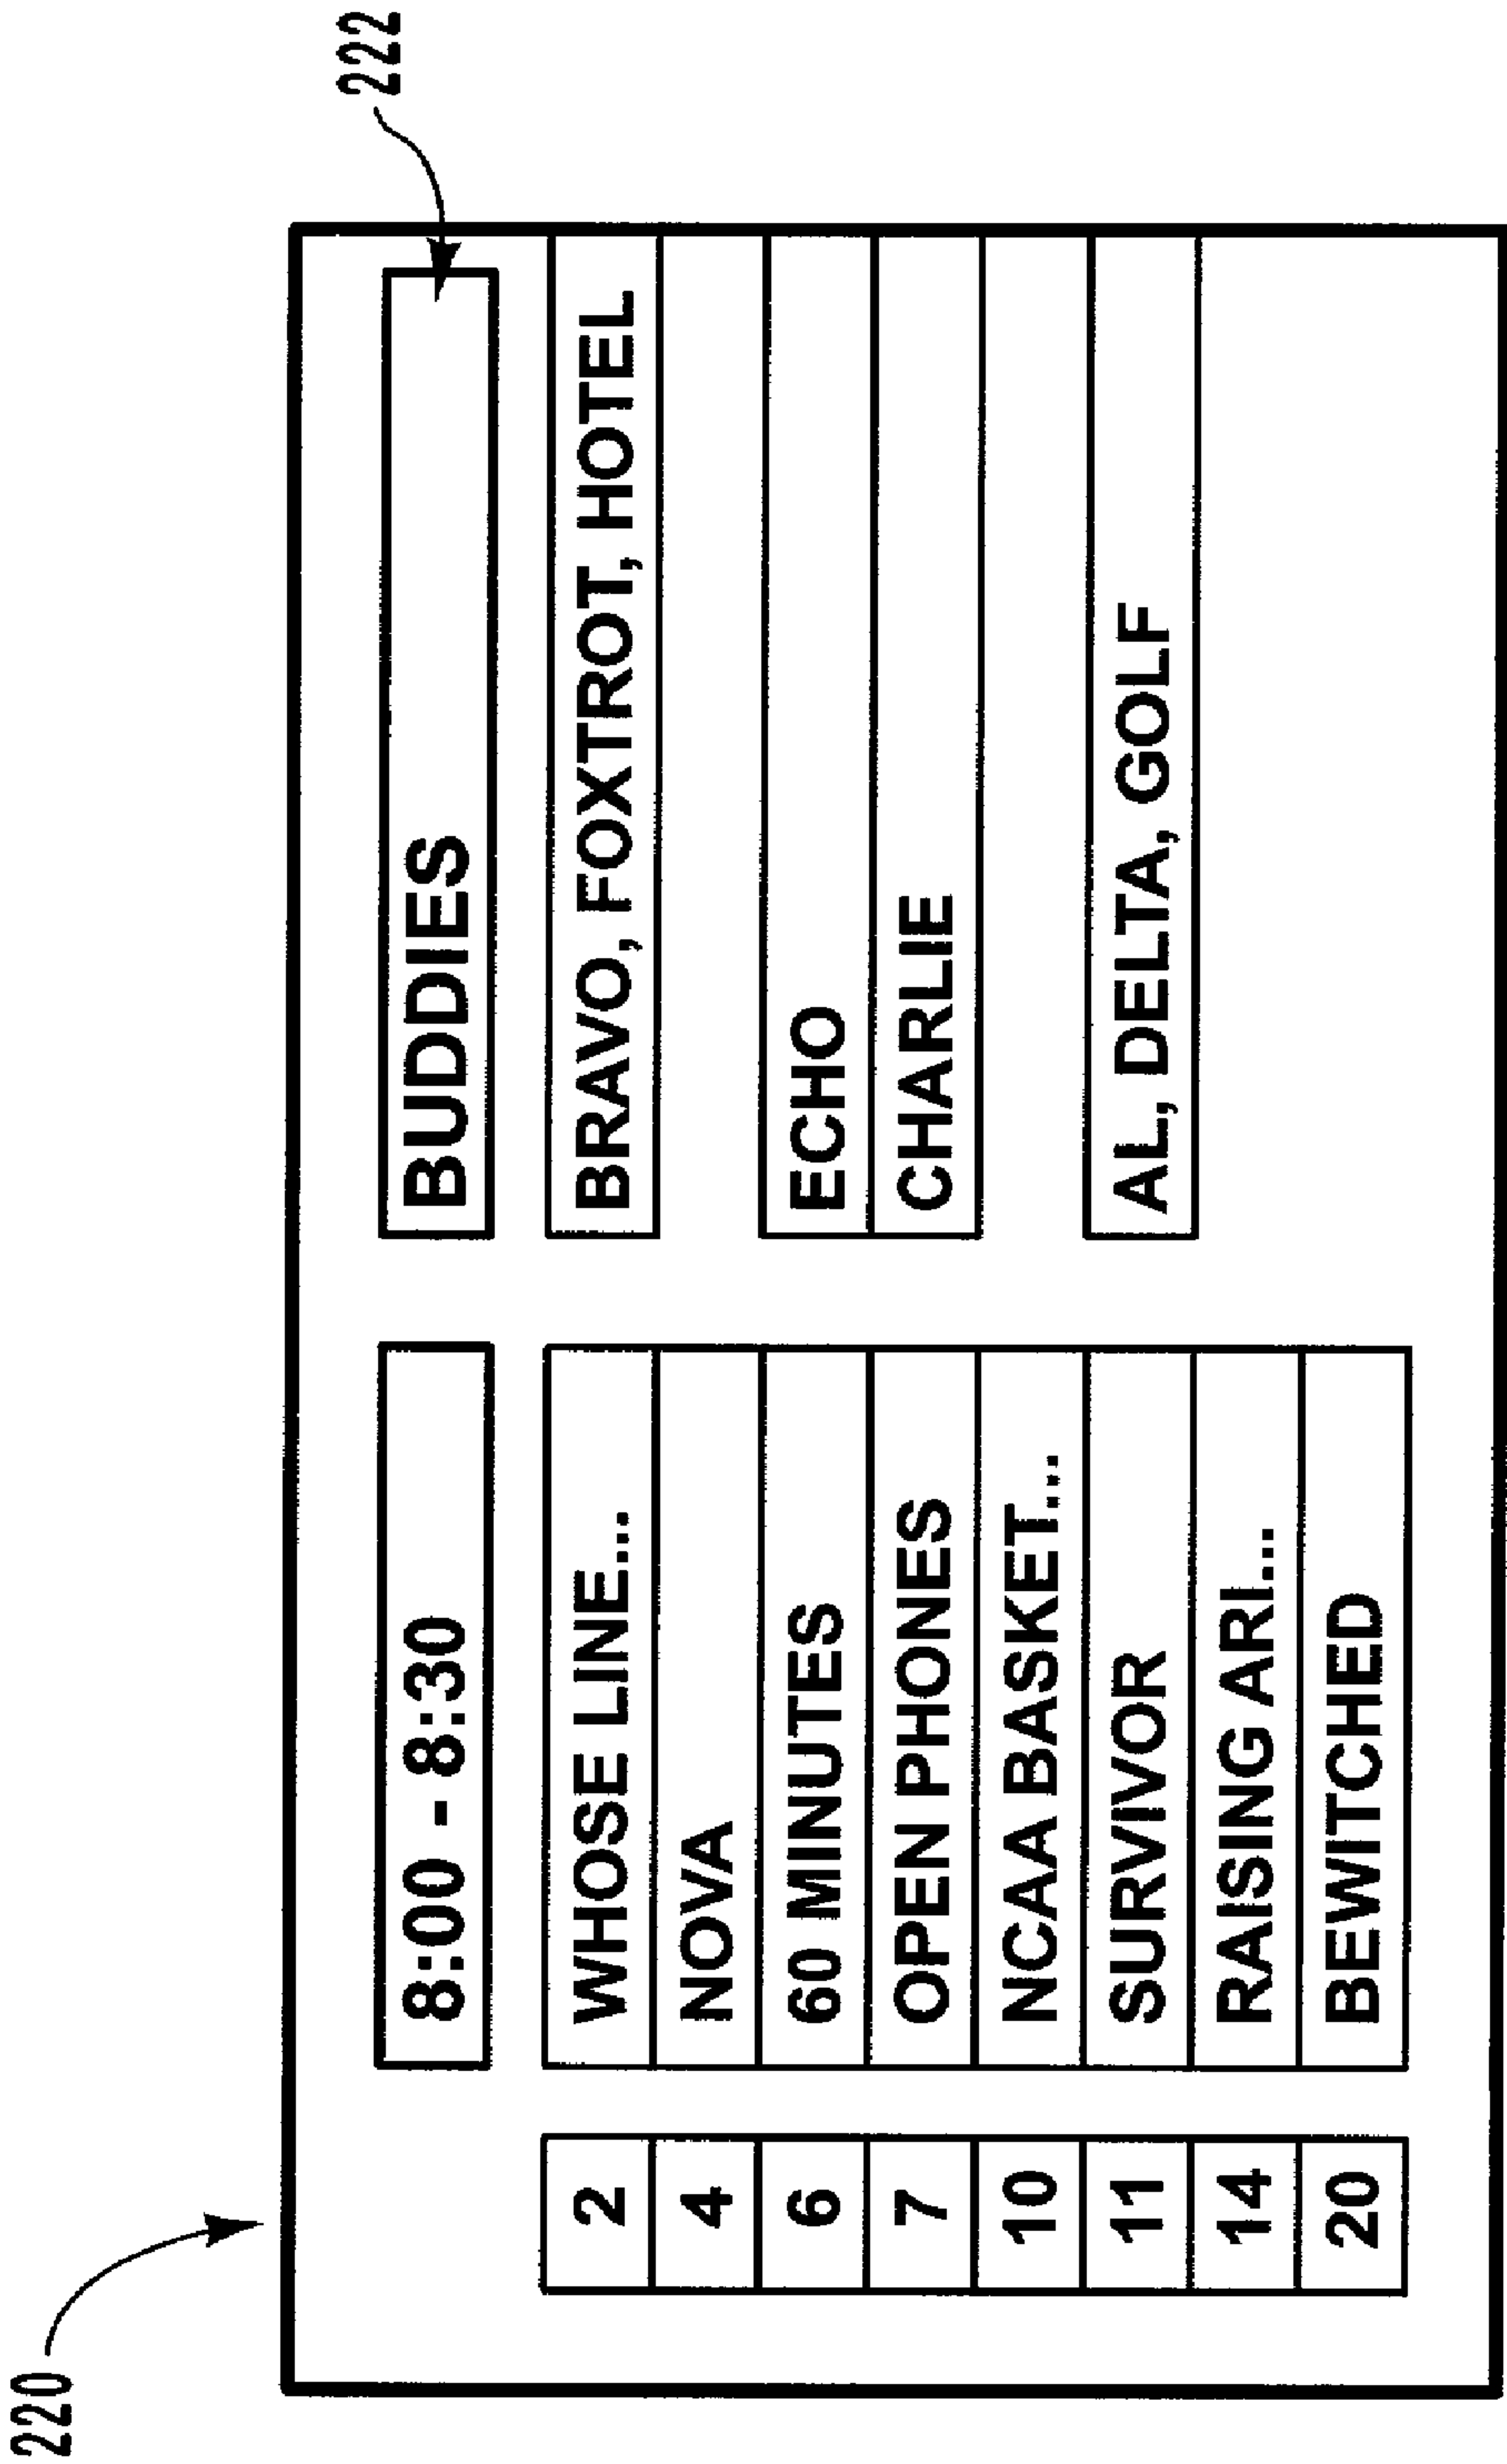 220
222
8:00 - 8:30 BUDDIES
2 WHOSE LINE... BRAVO, FOXTROT, HOTEL
4 NOVA
6 60 MINUTES ECHO
7 OPEN PHONES CHARLIE
10 NCAA BASKET...
11 SURVIVOR AL, DELTA, GOLF
14 RAISING ARI...
20 BEWITCHED